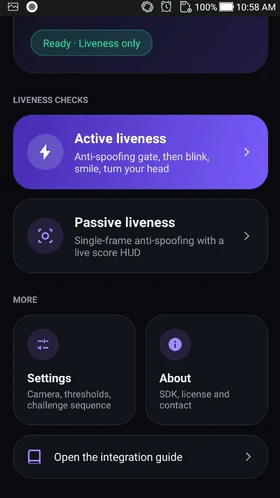 100% 10:58 AM
Ready · Liveness only
LIVENESS CHECKS
Active liveness
Anti-spoofing gate, then blink,
smile, turn your head
Passive liveness
Single-frame anti-spoofing with a
live score HUD
MORE
Settings
Camera, thresholds,
challenge sequence
About
SDK, license and
contact
Open the integration guide